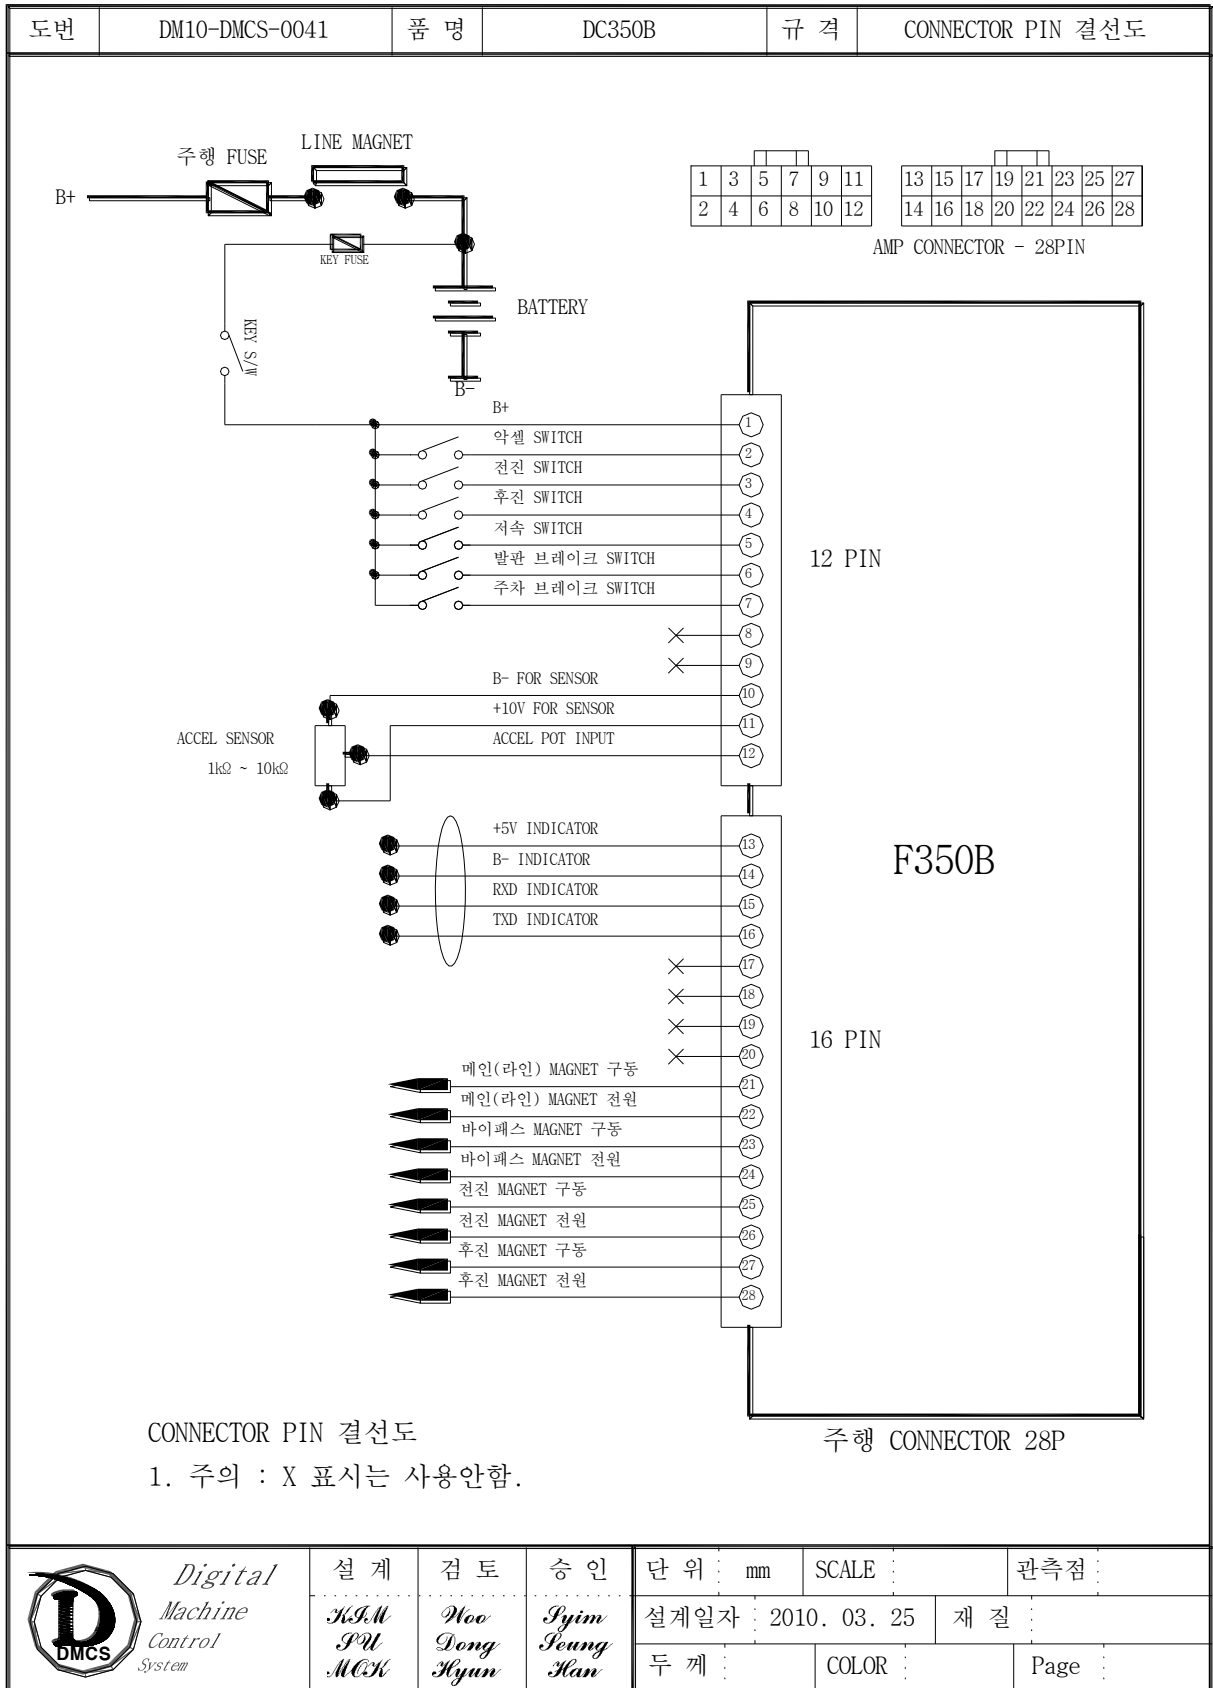 도번 DM10-DMCS-0041 품 명 DC350B 규 격 CONNECTOR PIN 결선도
LINE MAGNET
주행 FUSE
B+
KEY FUSE
BATTERY
KEY S/W
B-
1 3 5 7 9 11 13 15 17 19 21 23 25 27
2 4 6 8 10 12 14 16 18 20 22 24 26 28
AMP CONNECTOR - 28PIN
B+ 1
악셀 SWITCH 2
전진 SWITCH 3
후진 SWITCH 4
저속 SWITCH 5
발판 브레이크 SWITCH 6
주차 브레이크 SWITCH 7
12 PIN
8
9
B- FOR SENSOR 10
+10V FOR SENSOR 11
ACCEL POT INPUT 12
ACCEL SENSOR
1kΩ ~ 10kΩ
+5V INDICATOR 13
B- INDICATOR 14
RXD INDICATOR 15
TXD INDICATOR 16
F350B
17
18
19
20
16 PIN
메인(라인) MAGNET 구동 21
메인(라인) MAGNET 전원 22
바이패스 MAGNET 구동 23
바이패스 MAGNET 전원 24
전진 MAGNET 구동 25
전진 MAGNET 전원 26
후진 MAGNET 구동 27
후진 MAGNET 전원 28
주행 CONNECTOR 28P
CONNECTOR PIN 결선도
1. 주의 : X 표시는 사용안함.
DMCS
Digital
Machine
Control
System
설 계 검 토 승 인
KIM SU MOK
Woo Dong Hyun
Syim Seung Han
단 위 : mm SCALE : 관측점 :
설계일자 : 2010. 03. 25 재 질 :
두 께 : COLOR : Page :